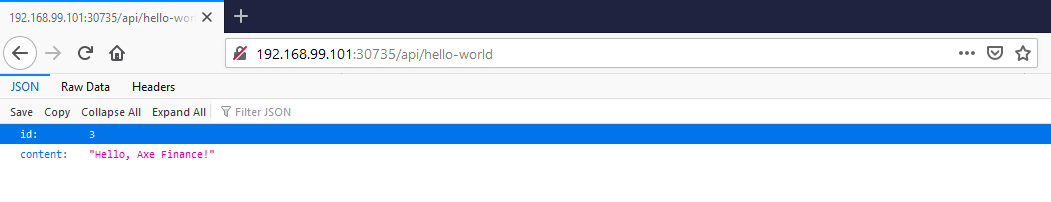 192.168.99.101:30735/api/hello-wor
192.168.99.101:30735/api/hello-world
JSON Raw Data Headers
Save Copy Collapse All Expand All Filter JSON
id: 3
content: "Hello, Axe Finance!"